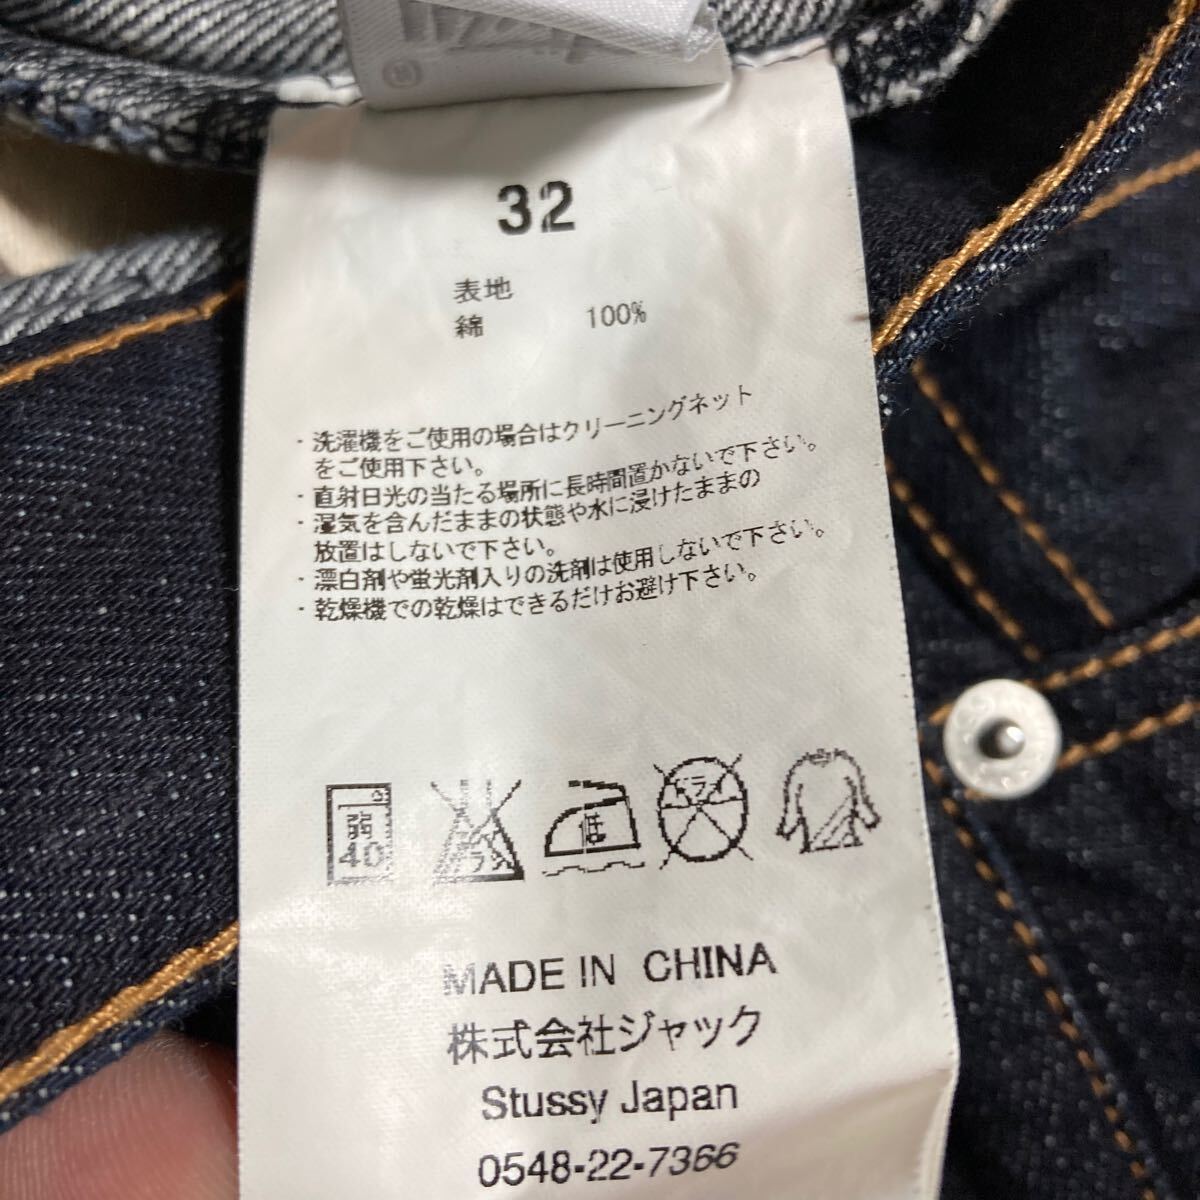 ®
32
表地
綿 100%
・洗濯機をご使用の場合はクリーニングネット
をご使用下さい。
・直射日光の当たる場所に長時間置かないで下さい。
・湿気を含んだままの状態や水に浸けたままの
放置はしないで下さい。
・漂白剤や蛍光剤入りの洗剤は使用しないで下さい。
・乾燥機での乾燥はできるだけお避け下さい。
弱
40
低
ドライ
MADE IN CHINA
株式会社ジャック
Stussy Japan
0548-22-7366